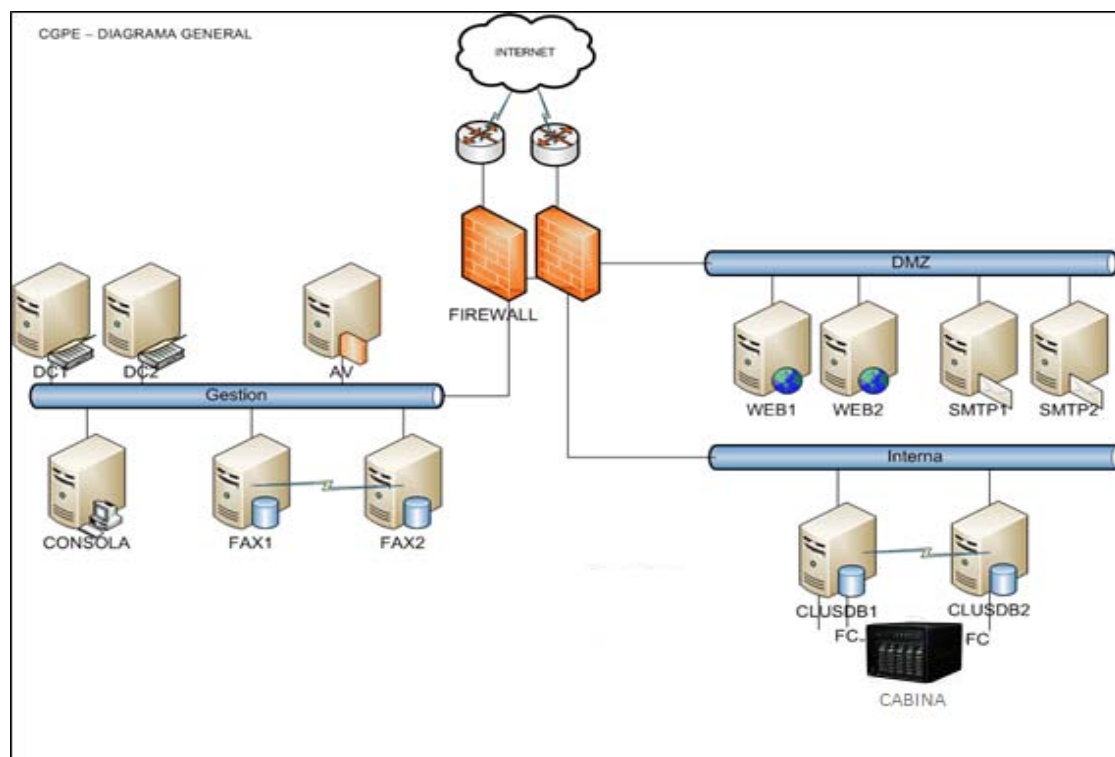 CGPE – DIAGRAMA GENERAL
INTERNET
FIREWALL
DMZ
DC1
DC2
AV
Gestion
WEB1
WEB2
SMTP1
SMTP2
Interna
CONSOLA
FAX1
FAX2
CLUSDB1
CLUSDB2
FC
FC
CABINA